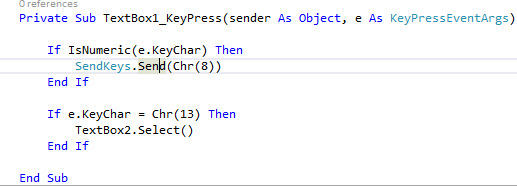 0 references
Private Sub TextBox1_KeyPress(sender As Object, e As KeyPressEventArgs)
If IsNumeric(e.KeyChar) Then
SendKeys.Send(Chr(8))
End If
If e.KeyChar = Chr(13) Then
TextBox2.Select()
End If
End Sub